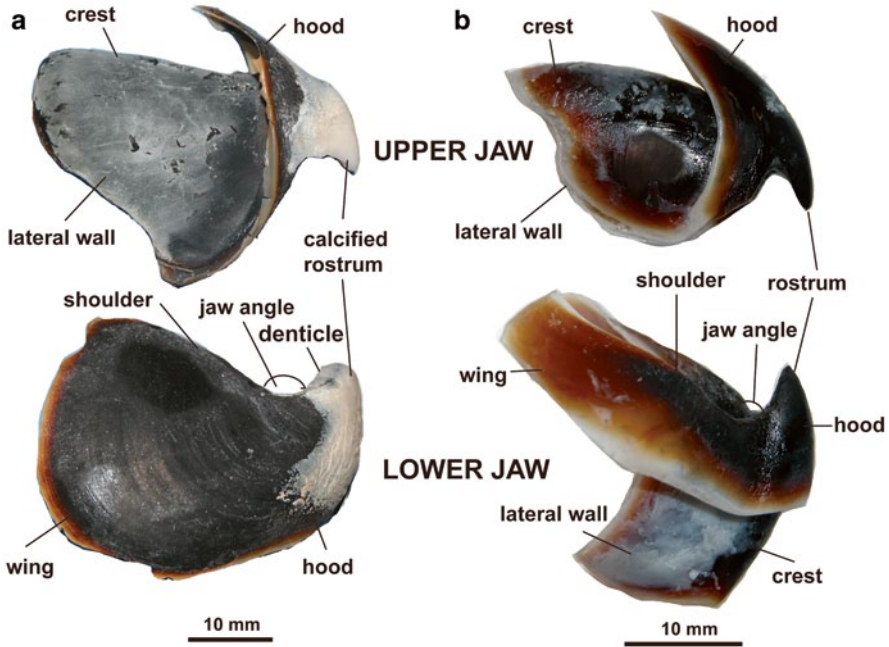 a
crest
hood
UPPER JAW
lateral wall
calcified
rostrum
shoulder
jaw angle
denticle
LOWER JAW
wing
hood
10 mm
b
crest
hood
lateral wall
shoulder
rostrum
jaw angle
wing
hood
lateral wall
crest
10 mm